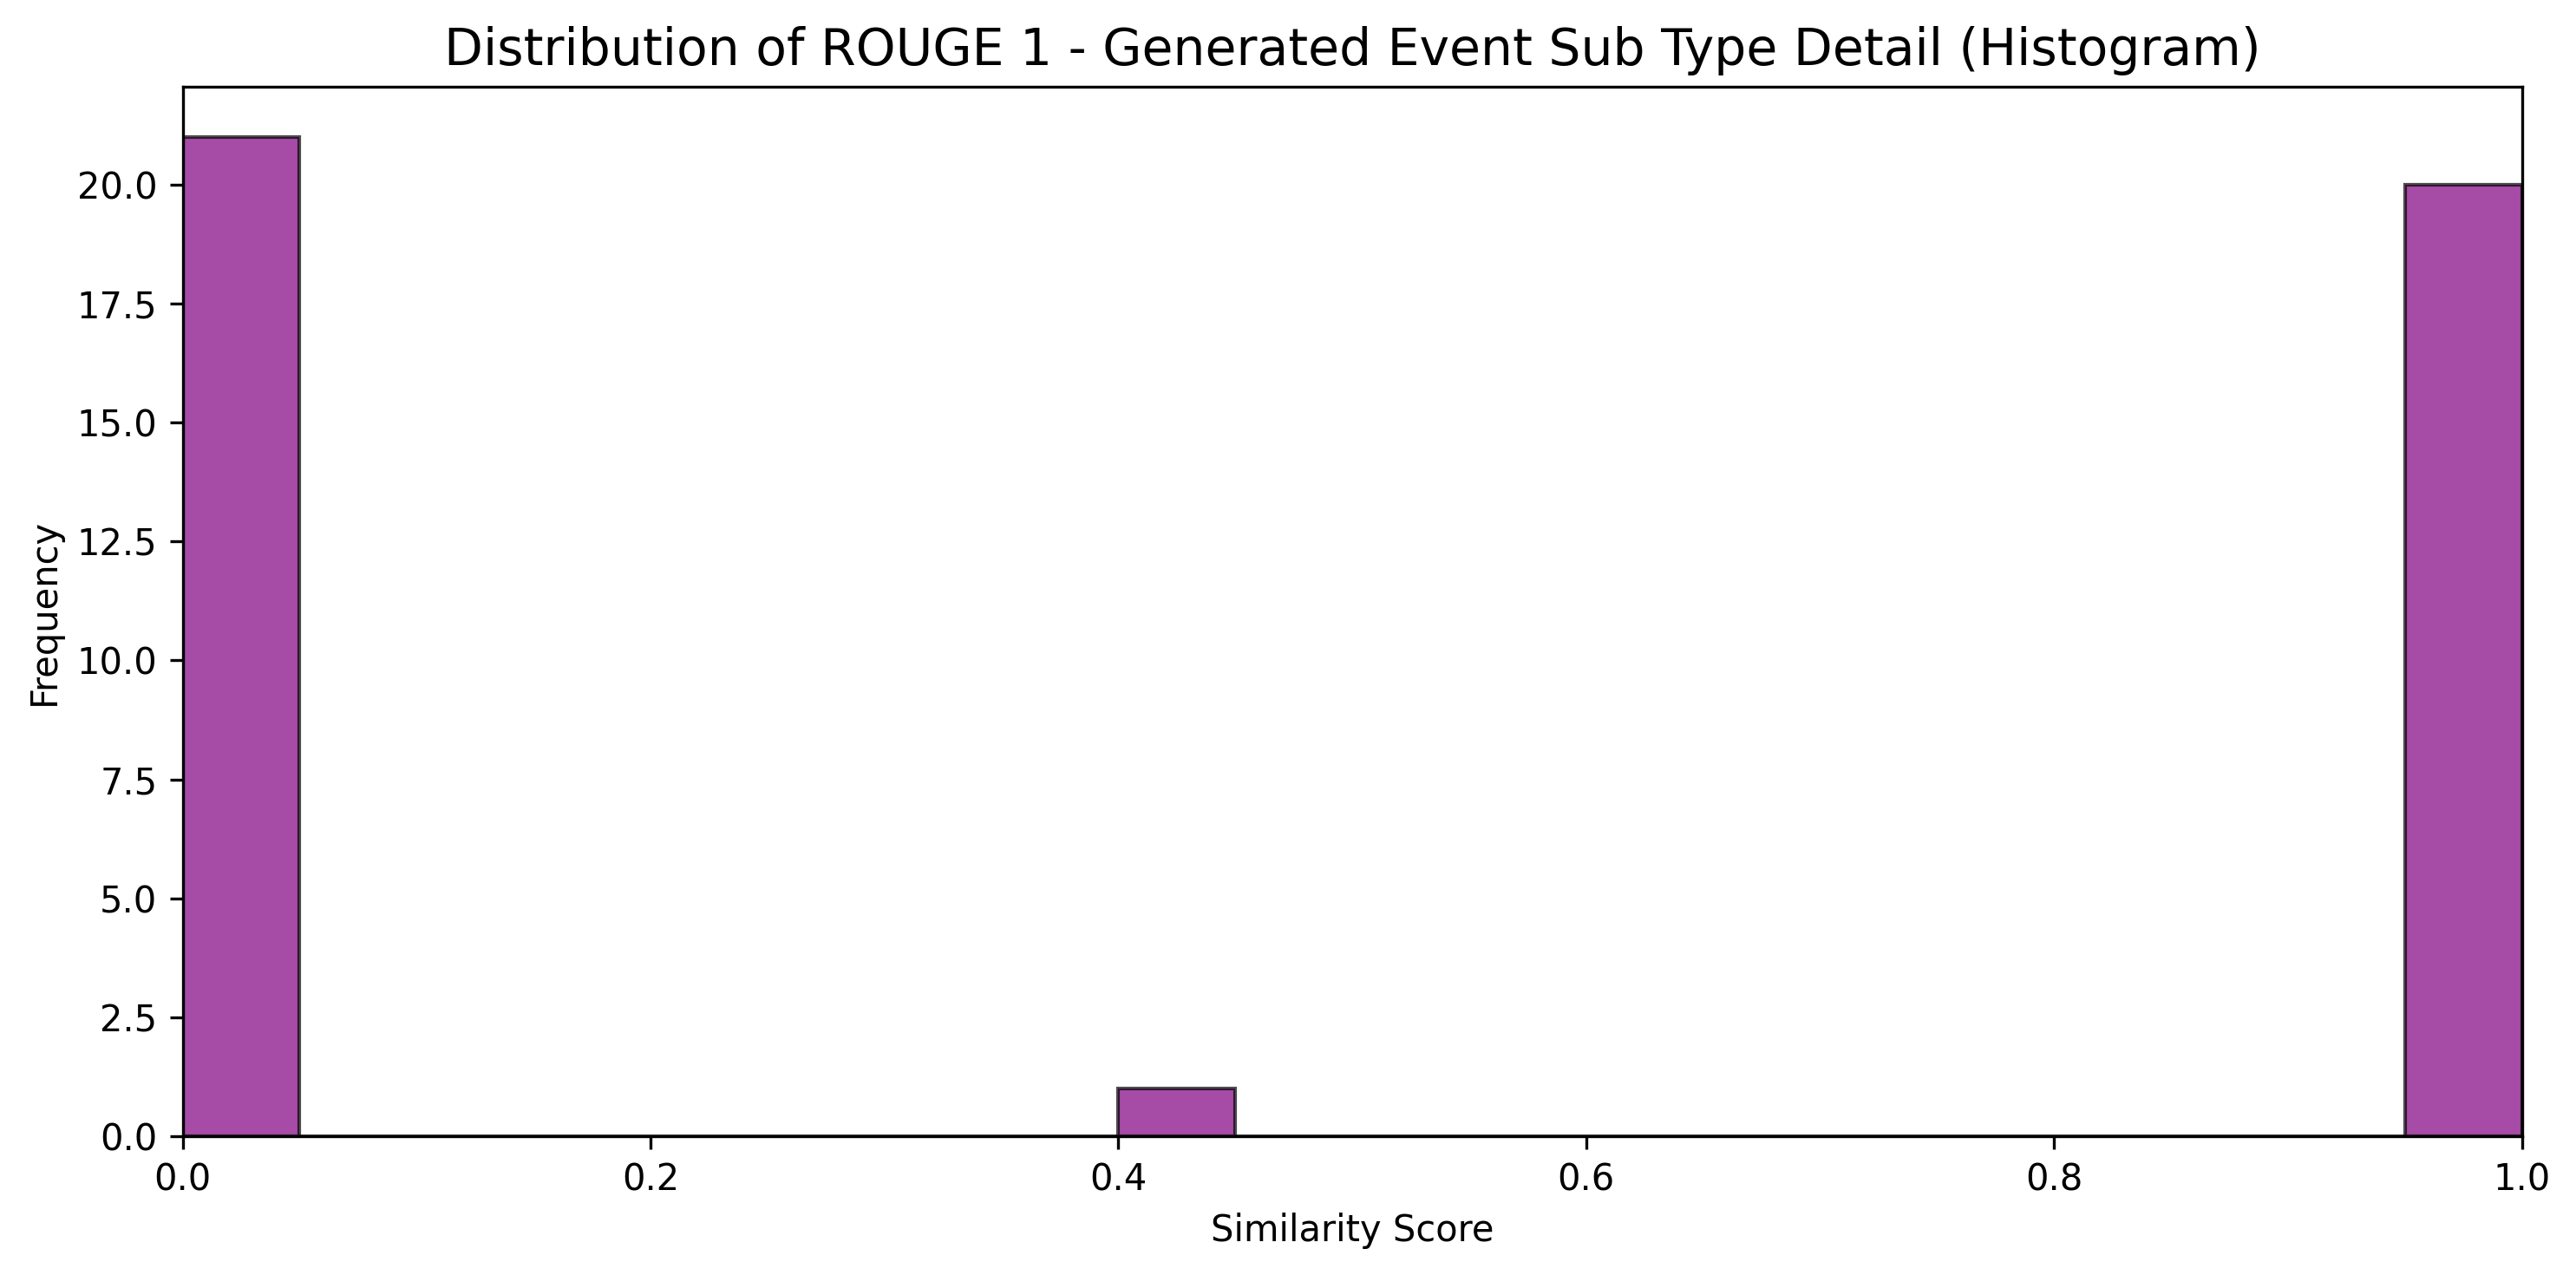 Distribution of ROUGE 1 - Generated Event Sub Type Detail (Histogram)
Frequency
20.0
17.5
15.0
12.5
10.0
7.5
5.0
2.5
0.0
0.0 0.2 0.4 0.6 0.8 1.0
Similarity Score